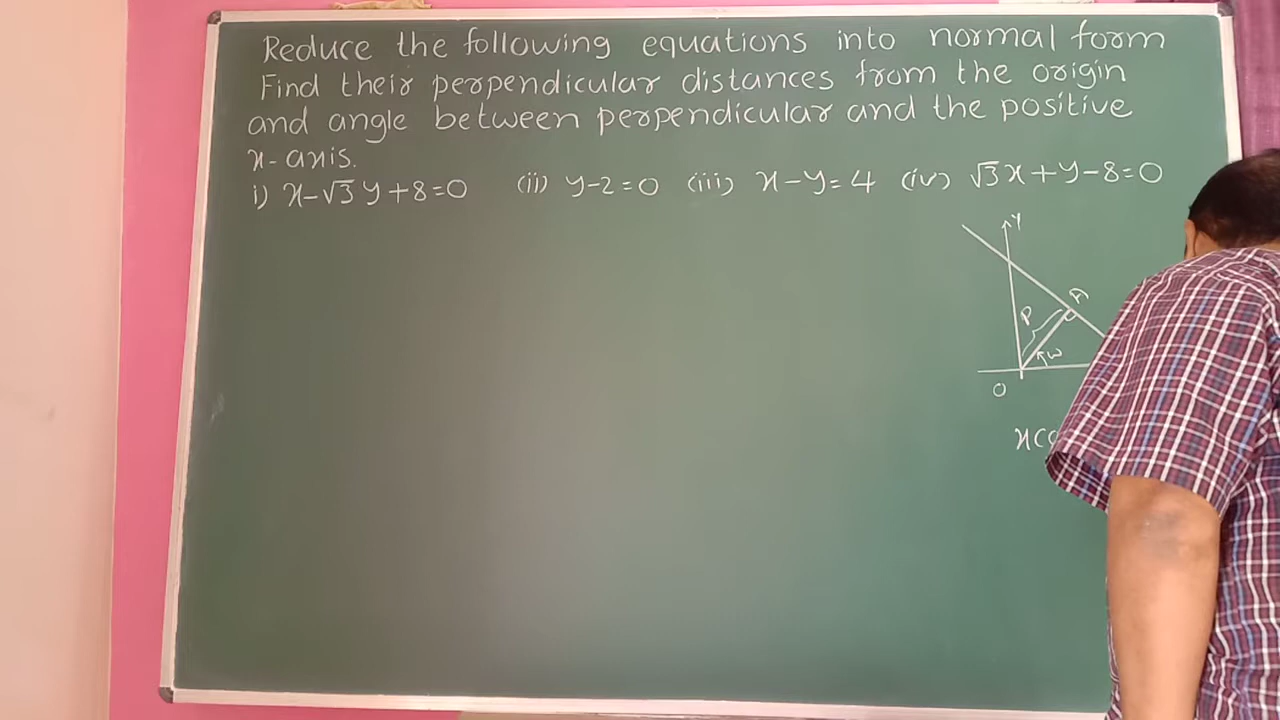 Reduce the following equations into normal form
Find their perpendicular distances from the origin
and angle between perpendicular and the positive
x-axis.
i) x-√3y+8=0 (ii) y-2=0 (iii) x-y=4 (iv) √3x+y-8=0
Y
A
P
ω
O